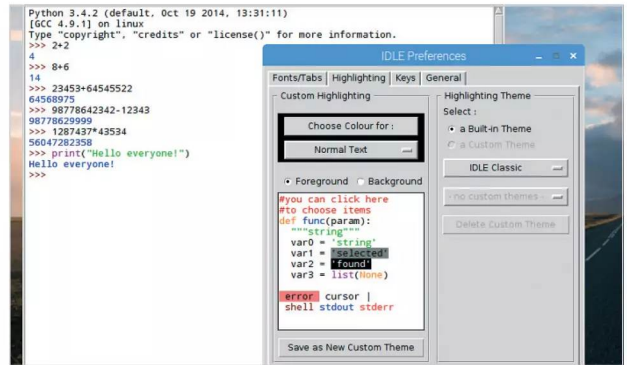 Python 3.4.2 (default, Oct 19 2014, 13:31:11)
[GCC 4.9.1] on linux
Type "copyright", "credits" or "license()" for more information.
>>> 2+2
4
>>> 8+6
14
>>> 23453+64545522
64568975
>>> 98778642342-12343
98778629999
>>> 1287437*43534
56047282358
>>> print("Hello everyone!")
Hello everyone!
>>>
IDLE Preferences
Fonts/Tabs Highlighting Keys General
Custom Highlighting
Choose Colour for :
Normal Text
Foreground Background
#you can click here
#to choose items
def func(param):
"""string"""
var0 = 'string'
var1 = 'selected'
var2 = 'found'
var3 = list(None)
error cursor |
shell stdout stderr
Save as New Custom Theme
Highlighting Theme
Select :
a Built-in Theme
a Custom Theme
IDLE Classic
- no custom themes -
Delete Custom Theme